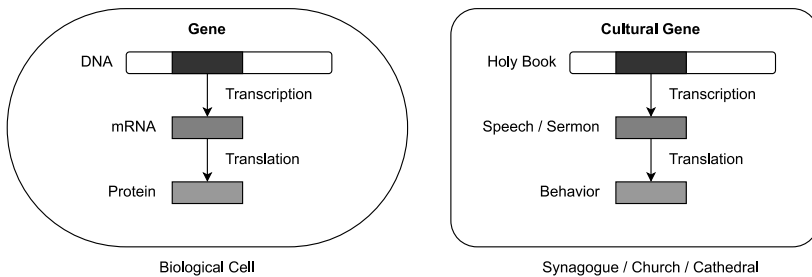 Gene
DNA
Transcription
mRNA
Translation
Protein
Biological Cell
Cultural Gene
Holy Book
Transcription
Speech / Sermon
Translation
Behavior
Synagogue / Church / Cathedral